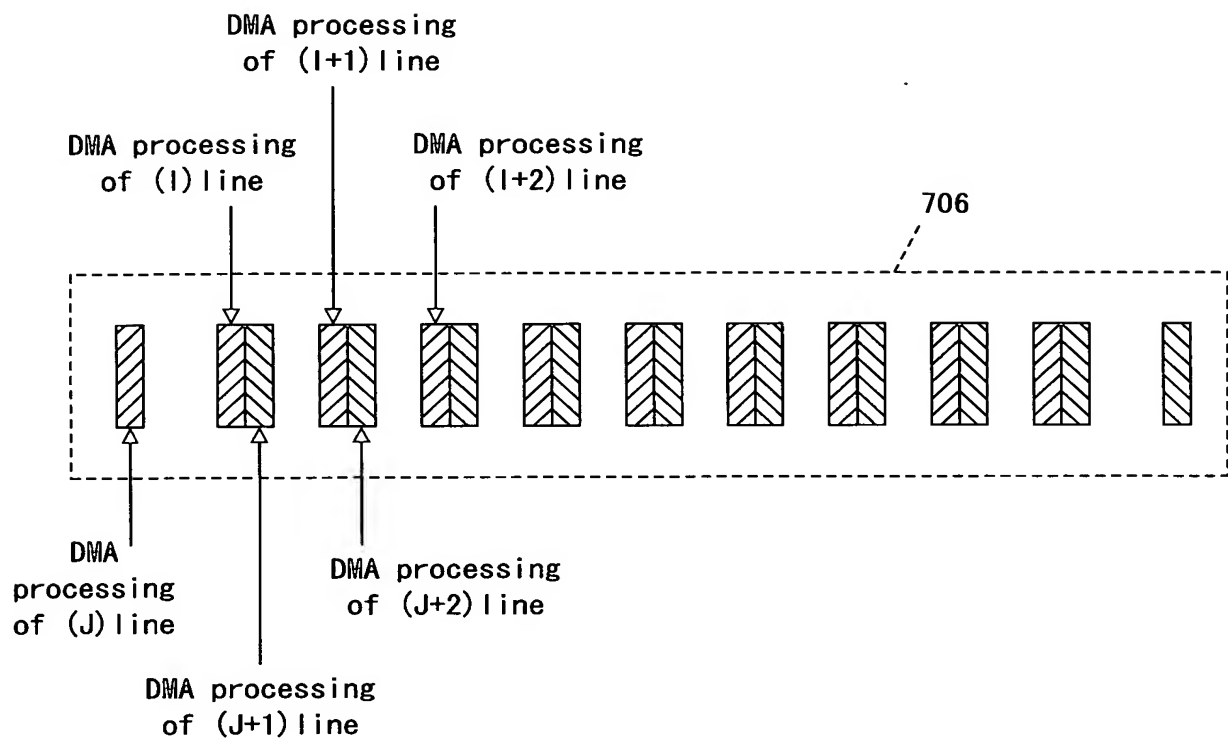 DMA processing
of (I+1)line
DMA processing
of (I)line
DMA processing
of (I+2)line
706
DMA
processing
of (J)line
DMA processing
of (J+2)line
DMA processing
of (J+1)line